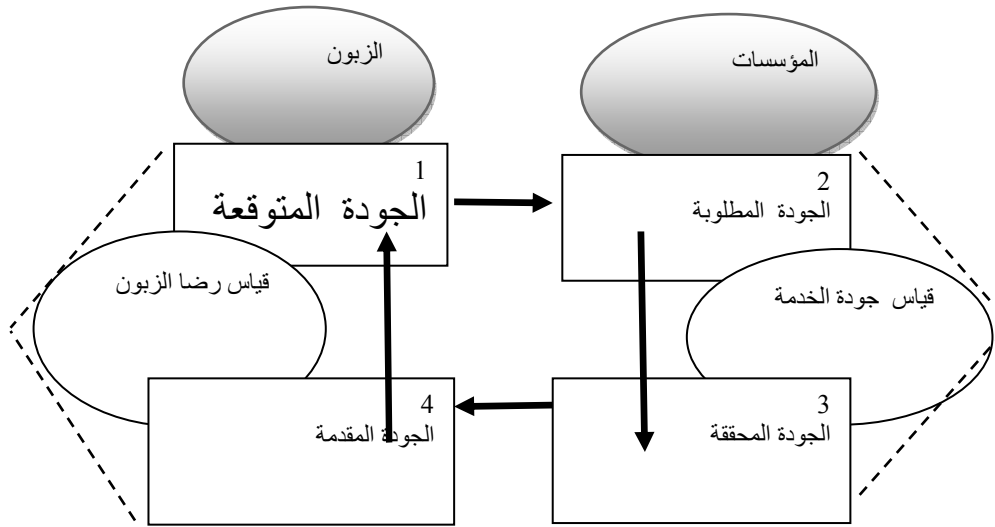 الزبون
المؤسسات
1
الجودة المتوقعة
2
الجودة المطلوبة
قياس رضا الزبون
قياس جودة الخدمة
3
الجودة المحققة
4
الجودة المقدمة